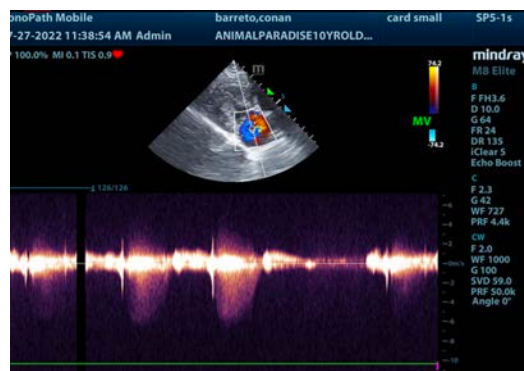 onoPath Mobile barreto,conan card small SP5-1s
7-27-2022 11:38:54 AM Admin ANIMALPARADISE10YROLD...
100.0% MI 0.1 TIS 0.9
mindray
M8 Elite
m
74.2
-74.2
MV
B
F FH3.6
D 10.0
G 64
FR 24
DR 135
iClear 5
Echo Boost
C
F 2.3
G 42
WF 727
PRF 4.4k
CW
F 2.0
WF 1000
G 100
SVD 59.0
PRF 50.0k
Angle 0°
126/126
-6
-4
-2
-0m/s
-2
-4
-6
-8
-10